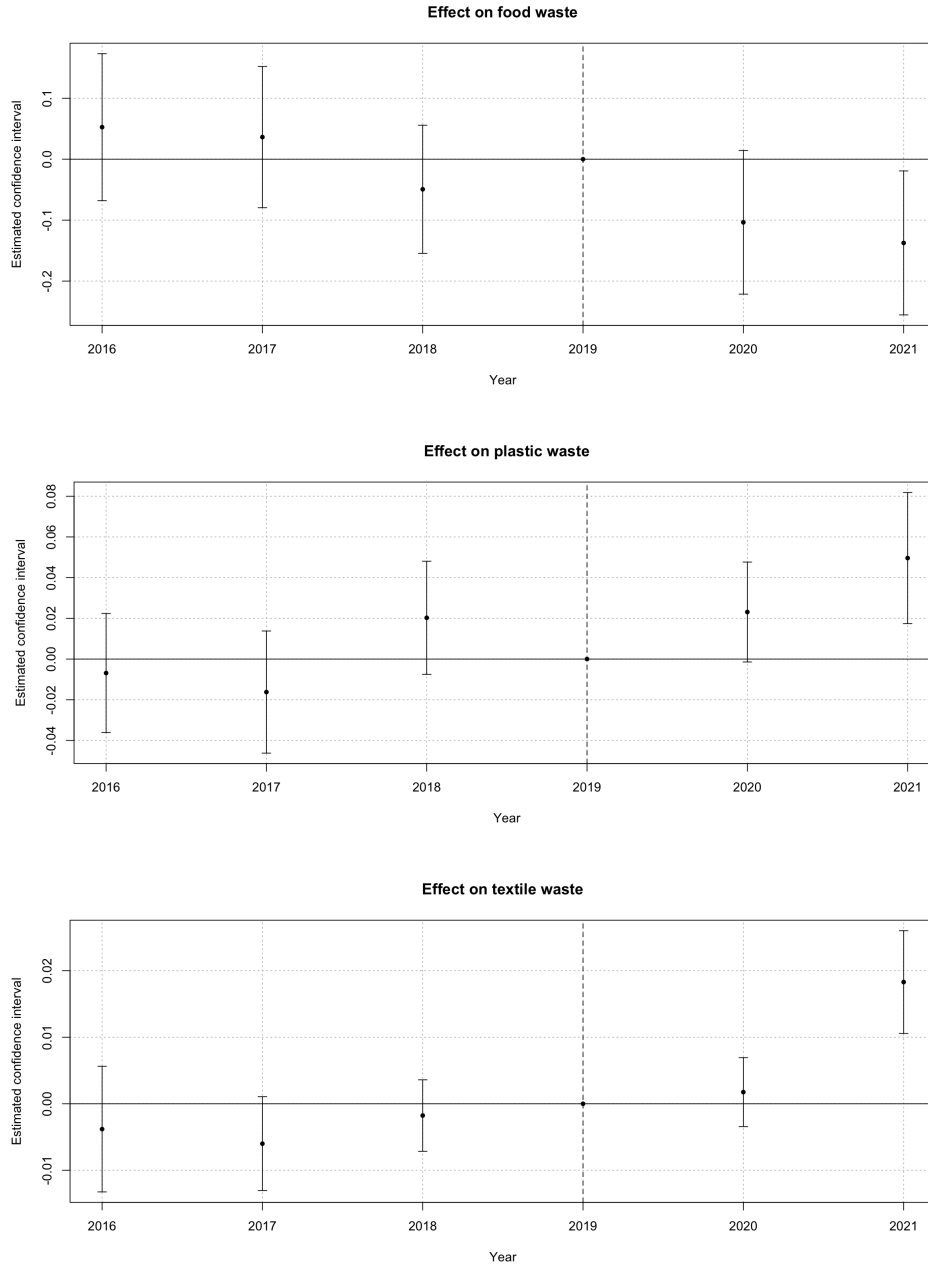 Effect on food waste
Estimated confidence interval
0.1
0.0
-0.1
-0.2
2016 2017 2018 2019 2020 2021
Year
Effect on plastic waste
Estimated confidence interval
0.08
0.06
0.04
0.02
0.00
-0.02
-0.04
2016 2017 2018 2019 2020 2021
Year
Effect on textile waste
Estimated confidence interval
0.02
0.01
0.00
-0.01
2016 2017 2018 2019 2020 2021
Year